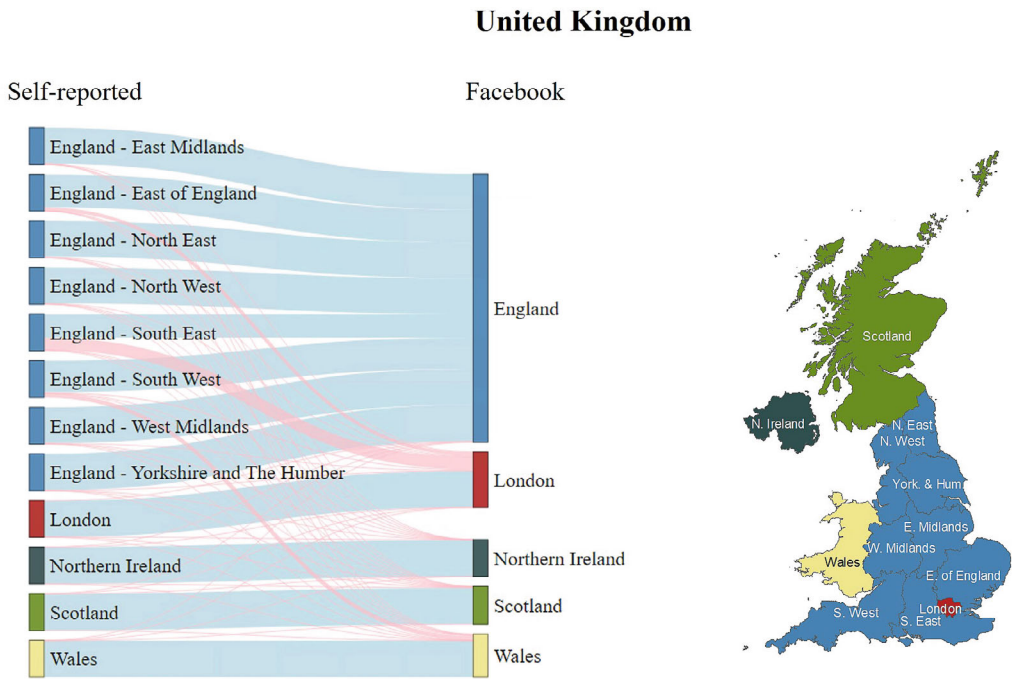 United Kingdom
Self-reported
Facebook
England - East Midlands
England - East of England
England - North East
England - North West
England - South East
England - South West
England - West Midlands
England - Yorkshire and The Humber
London
Northern Ireland
Scotland
Wales
England
London
Northern Ireland
Scotland
Wales
Scotland
N. Ireland
N. East
N. West
York. & Hum.
E. Midlands
W. Midlands
Wales
E. of England
London
S. West
S. East